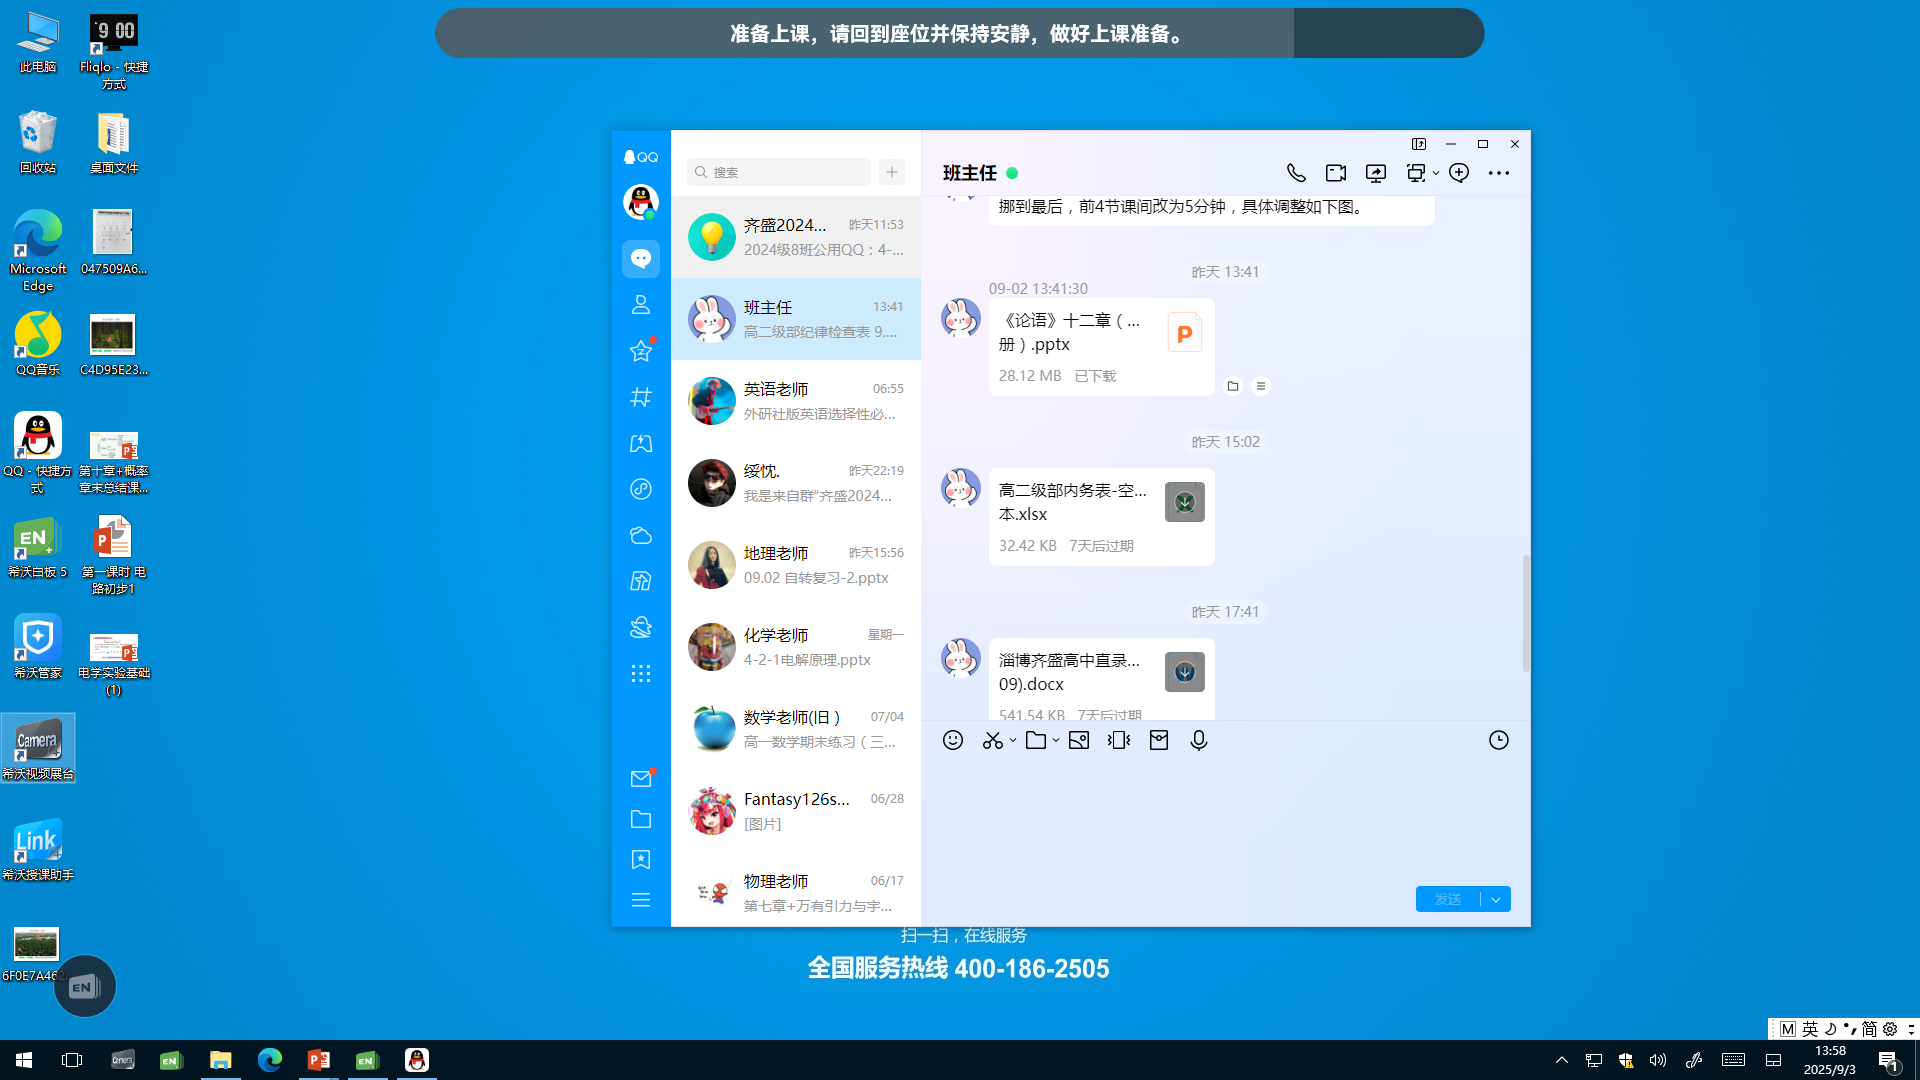 准备上课，请回到座位并保持安静，做好上课准备。
此电脑
Fliqlo - 快捷
方式
回收站
桌面文件
Microsoft
Edge
047509A6...
QQ音乐
C4D95E23...
QQ - 快捷方
式
第十章+概率
章末总结课...
希沃白板 5
第一课时 电
路初步1
希沃管家
电学实验基础
(1)
Camera
希沃视频展台
Link
希沃授课助手
6F0E7A462
EN
QQ
搜索
齐盛2024...
昨天11:53
2024级8班公用QQ：4-...
班主任
13:41
高二级部纪律检查表 9....
英语老师
06:55
外研社版英语选择性必...
绥忱.
昨天22:19
我是来自群“齐盛2024...
地理老师
昨天15:56
09.02 自转复习-2.pptx
化学老师
星期一
4-2-1电解原理.pptx
数学老师(旧 )
07/04
高一数学期末练习（三...
Fantasy126s...
06/28
[图片]
物理老师
06/17
第七章+万有引力与宇...
班主任
挪到最后，前4节课间改为5分钟，具体调整如下图。
昨天 13:41
09-02 13:41:30
《论语》十二章（...
册）.pptx
28.12 MB 已下载
昨天 15:02
高二级部内务表-空...
本.xlsx
32.42 KB 7天后过期
昨天 17:41
淄博齐盛高中直录...
09).docx
541.54 KB 7天后过期
发送
扫一扫，在线服务
全国服务热线 400-186-2505
M 英 简
13:58
2025/9/3
1